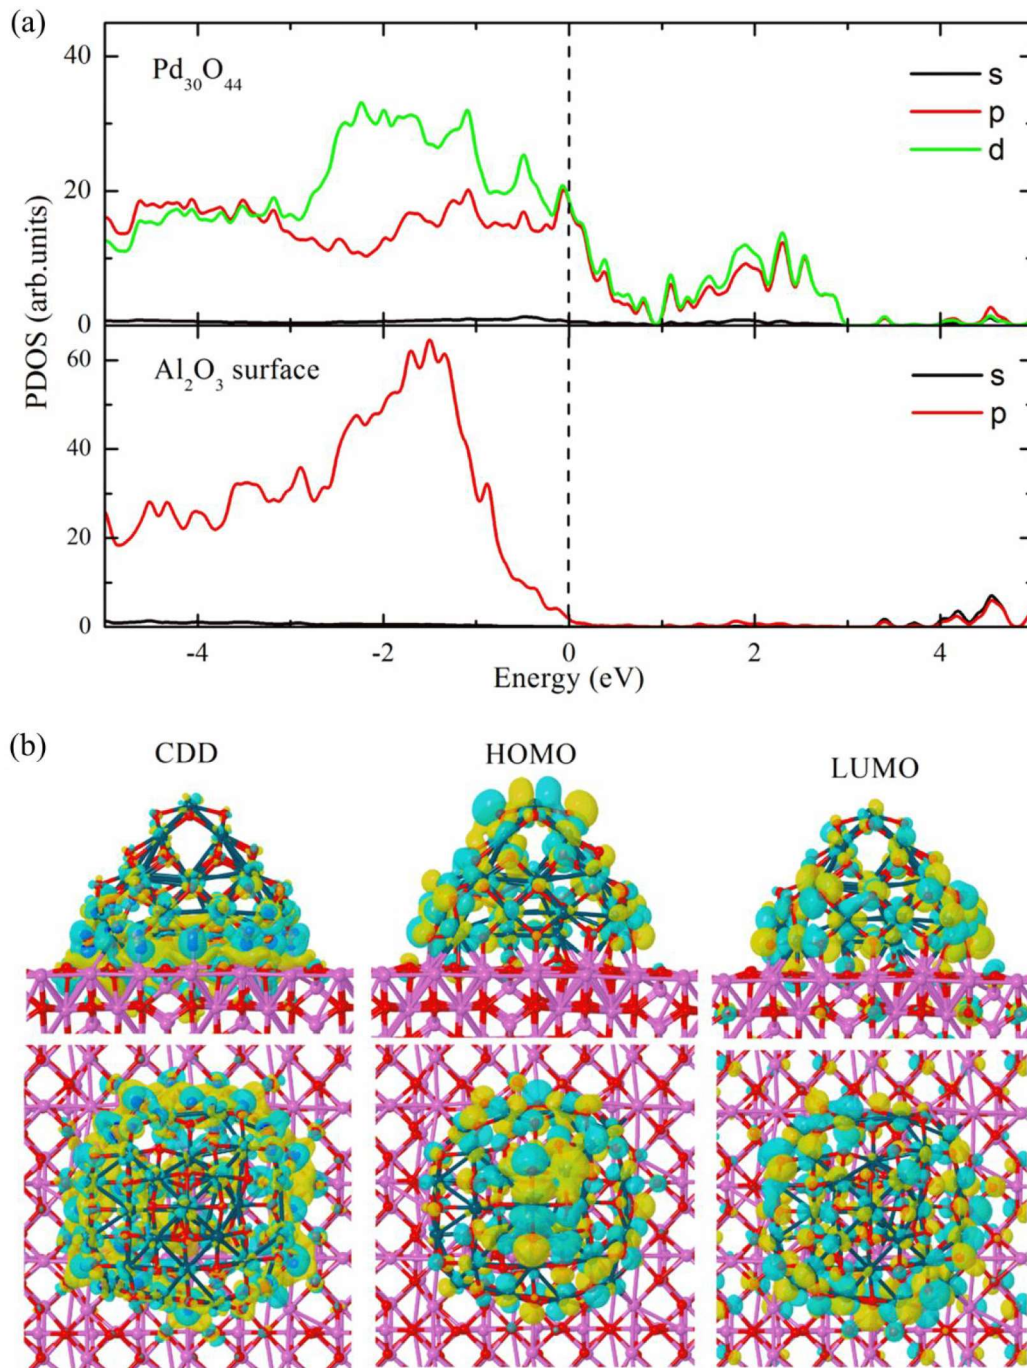 (a)
40
Pd₃₀O₄₄
s
p
d
20
0
PDOS (arb.units)
60
Al₂O₃ surface
s
p
40
20
0
-4
-2
0
2
4
Energy (eV)
(b)
CDD
HOMO
LUMO